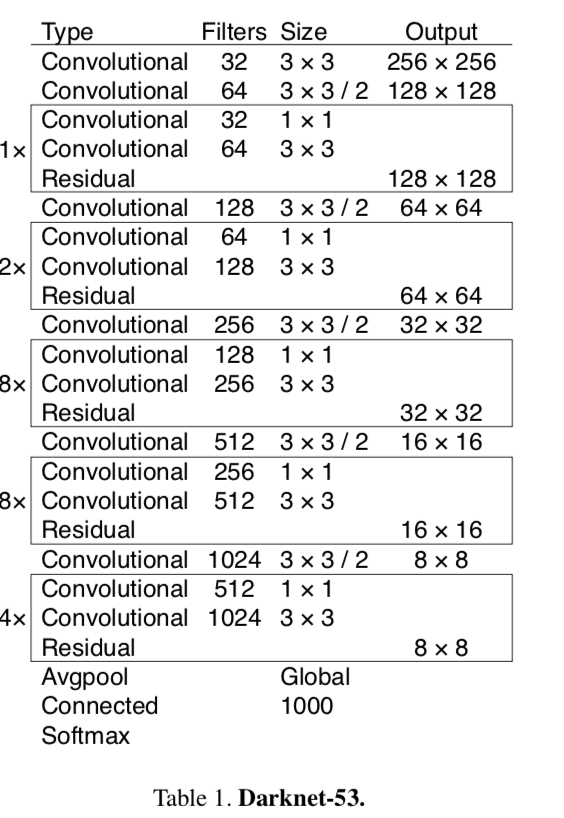 Type Filters Size Output
Convolutional 32 3 × 3 256 × 256
Convolutional 64 3 × 3 / 2 128 × 128
Convolutional 32 1 × 1
1× Convolutional 64 3 × 3
Residual 128 × 128
Convolutional 128 3 × 3 / 2 64 × 64
Convolutional 64 1 × 1
2× Convolutional 128 3 × 3
Residual 64 × 64
Convolutional 256 3 × 3 / 2 32 × 32
Convolutional 128 1 × 1
8× Convolutional 256 3 × 3
Residual 32 × 32
Convolutional 512 3 × 3 / 2 16 × 16
Convolutional 256 1 × 1
8× Convolutional 512 3 × 3
Residual 16 × 16
Convolutional 1024 3 × 3 / 2 8 × 8
Convolutional 512 1 × 1
4× Convolutional 1024 3 × 3
Residual 8 × 8
Avgpool Global
Connected 1000
Softmax
Table 1. Darknet-53.